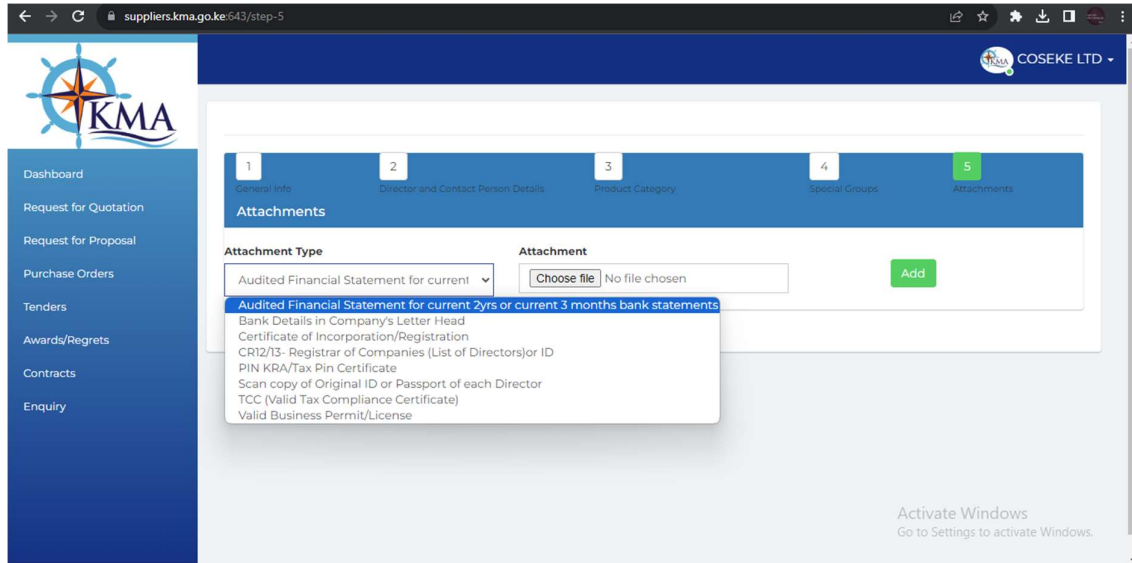 suppliers.kma.go.ke:643/step-5
KMA
KMA
COSEKE LTD
Dashboard
Request for Quotation
Request for Proposal
Purchase Orders
Tenders
Awards/Regrets
Contracts
Enquiry
1 2 3 4 5
General Info Director and Contact Person Details Product Category Special Groups Attachments
Attachments
Attachment Type Attachment
Audited Financial Statement for current Choose file No file chosen Add
Audited Financial Statement for current 2yrs or current 3 months bank statements
Bank Details in Company's Letter Head
Certificate of Incorporation/Registration
CR12/13- Registrar of Companies (List of Directors)or ID
PIN KRA/Tax Pin Certificate
Scan copy of Original ID or Passport of each Director
TCC (Valid Tax Compliance Certificate)
Valid Business Permit/License
Activate Windows
Go to Settings to activate Windows.